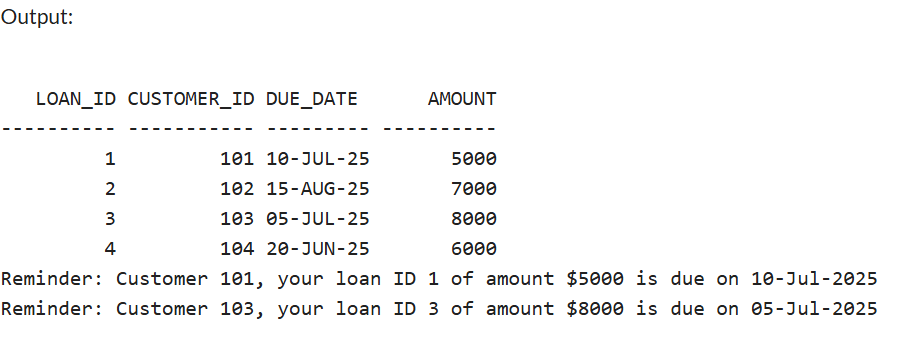 Output:
LOAN_ID CUSTOMER_ID DUE_DATE AMOUNT
---------- ----------- --------- ----------
1 101 10-JUL-25 5000
2 102 15-AUG-25 7000
3 103 05-JUL-25 8000
4 104 20-JUN-25 6000
Reminder: Customer 101, your loan ID 1 of amount $5000 is due on 10-Jul-2025
Reminder: Customer 103, your loan ID 3 of amount $8000 is due on 05-Jul-2025